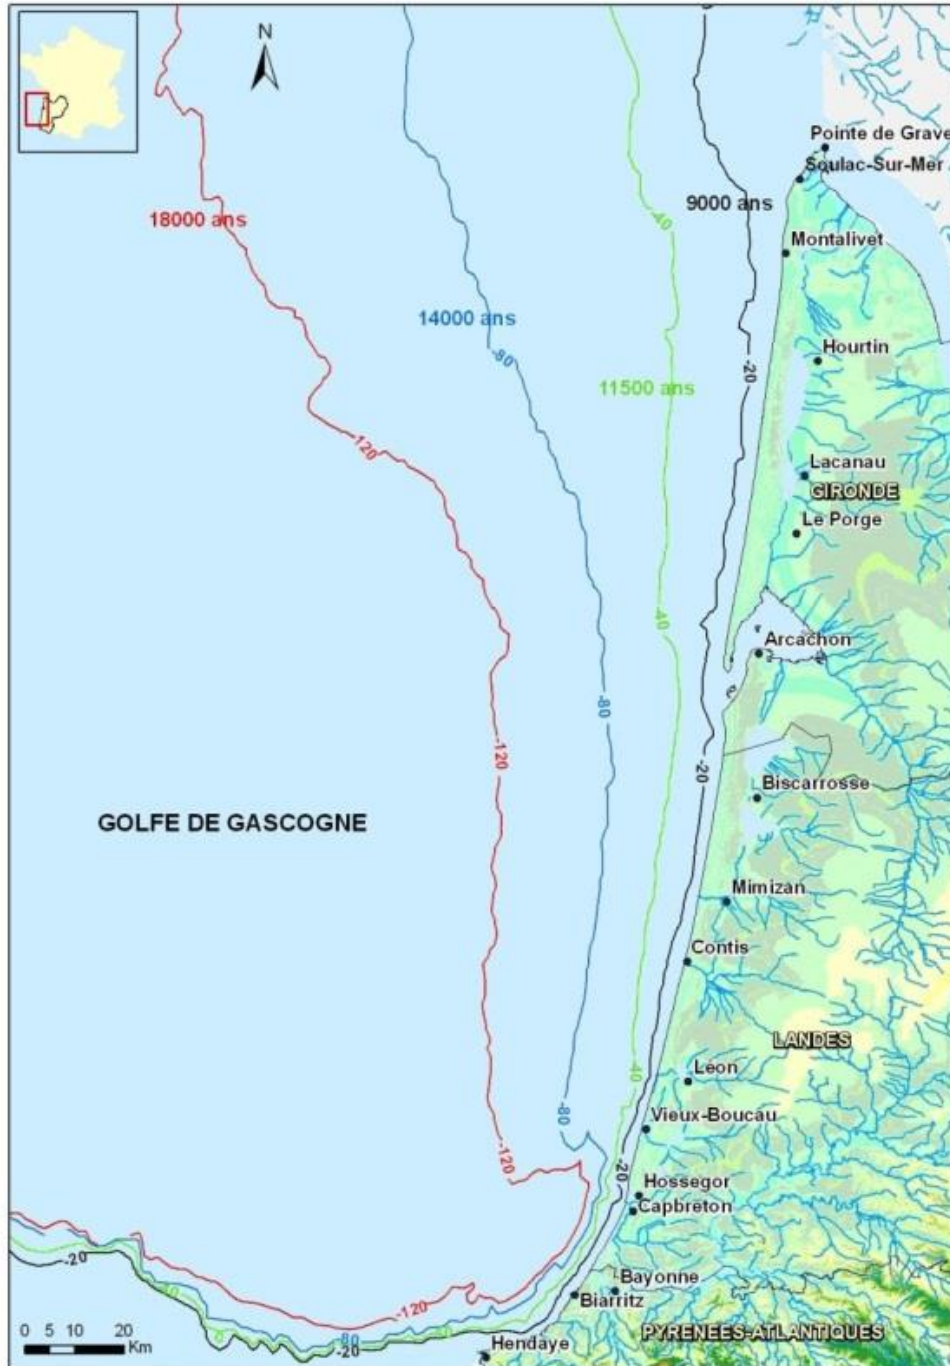 N
Pointe de Grave
Soulac-Sur-Mer
18000 ans
9000 ans
-40
Montalivet
14000 ans
-80
Hourtin
-20
11500 ans
-120
Lacanau
GIRONDE
Le Porge
-40
Arcachon
-80
-120
-20
Biscarrosse
GOLFE DE GASCOGNE
Mimizan
Contis
LANDES
-40
Léon
-80
Vieux-Boucau
-120
-20
Hossegor
Capbreton
-20
Bayonne
Biarritz
-120
0 5 10 20
Km
-80
-20
PYRENEES-ATLANTIQUES
Hendaye